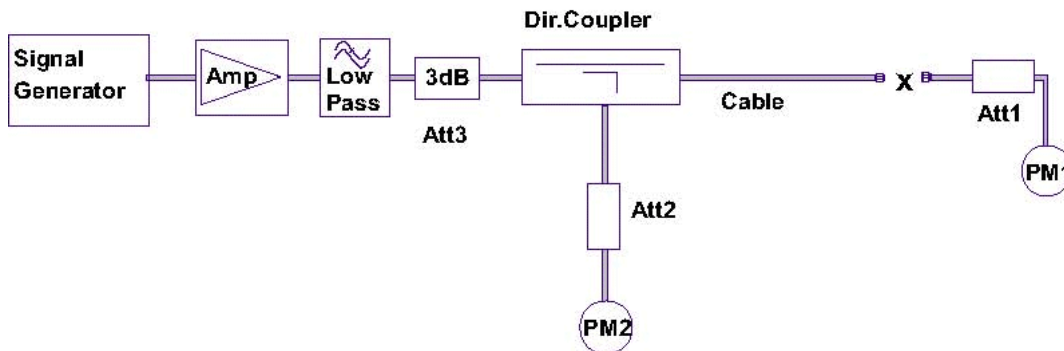 Dir.Coupler
Signal
Generator
Amp
Low
Pass
3dB
Att3
Cable
X
Att1
PM1
Att2
PM2